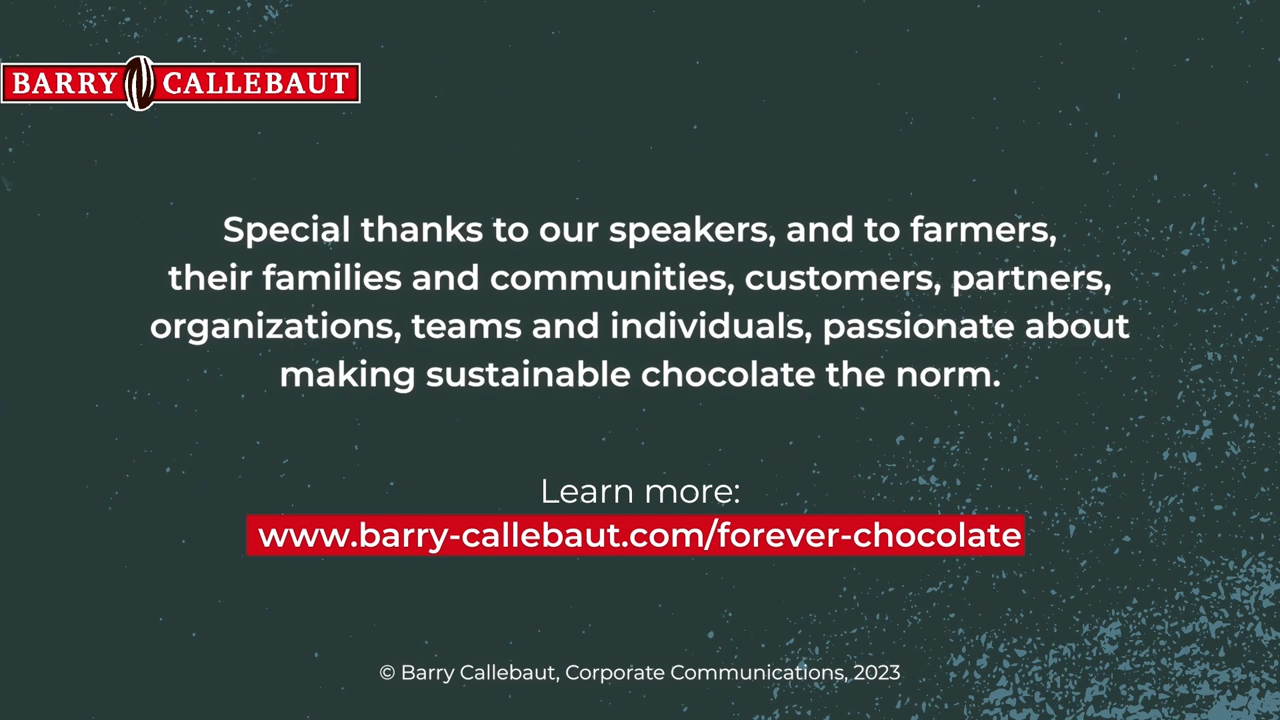 BARRY CALLEBAUT
Special thanks to our speakers, and to farmers,
their families and communities, customers, partners,
organizations, teams and individuals, passionate about
making sustainable chocolate the norm.
Learn more:
www.barry-callebaut.com/forever-chocolate
© Barry Callebaut, Corporate Communications, 2023